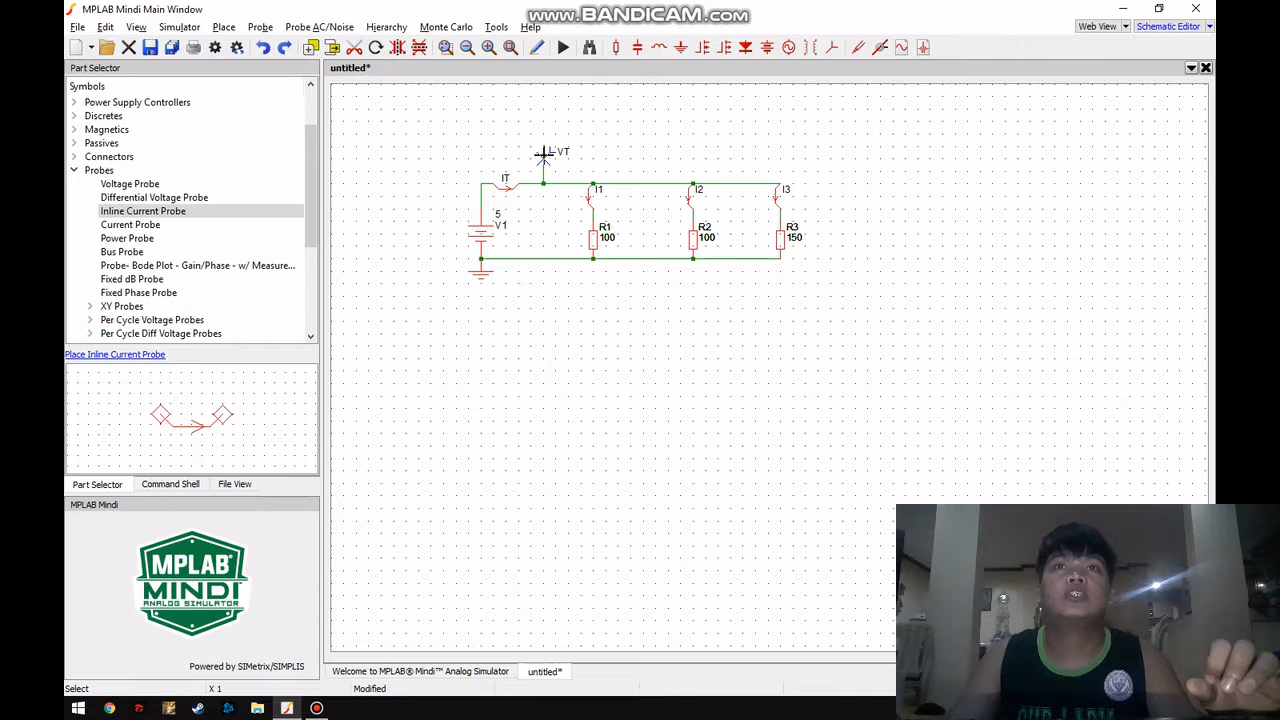 MPLAB Mindi Main Window
www.BANDICAM.com
File Edit View Simulator Place Probe Probe AC/Noise Hierarchy Monte Carlo Tools Help
Web View Schematic Editor
Part Selector
untitled*
Symbols
Power Supply Controllers
Discretes
Magnetics
Passives
Connectors
Probes
Voltage Probe
Differential Voltage Probe
Inline Current Probe
Current Probe
Power Probe
Bus Probe
Probe- Bode Plot - Gain/Phase - w/ Measure...
Fixed dB Probe
Fixed Phase Probe
XY Probes
Per Cycle Voltage Probes
Per Cycle Diff Voltage Probes
Place Inline Current Probe
VT
IT
I1
I2
I3
5
V1
R1
100
R2
100
R3
150
Part Selector Command Shell File View
MPLAB Mindi
MPLAB
MINDI
ANALOG SIMULATOR
Powered by SIMetrix/SIMPLIS
Welcome to MPLAB® Mindi™ Analog Simulator untitled*
Select X 1 Modified